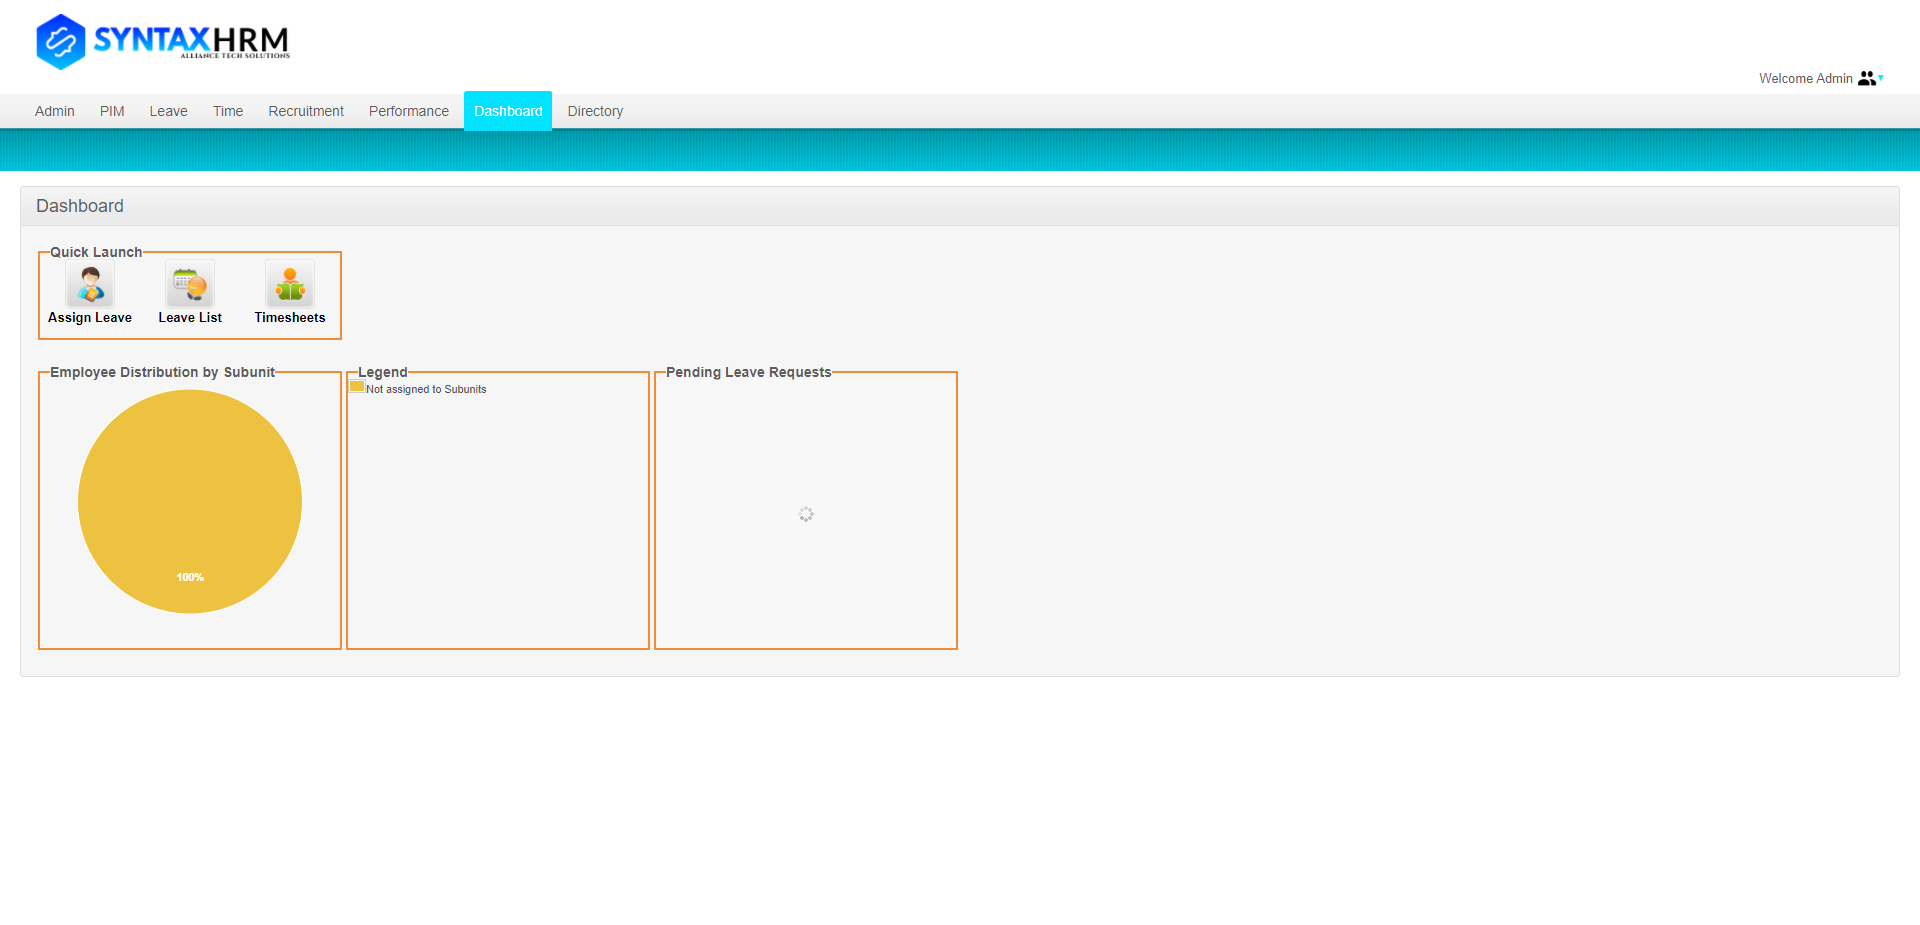 SYNTAXHRM
ALLIANCE TECH SOLUTIONS
Welcome Admin
Admin PIM Leave Time Recruitment Performance Dashboard Directory
Dashboard
Quick Launch
Assign Leave Leave List Timesheets
Employee Distribution by Subunit
100%
Legend
Not assigned to Subunits
Pending Leave Requests